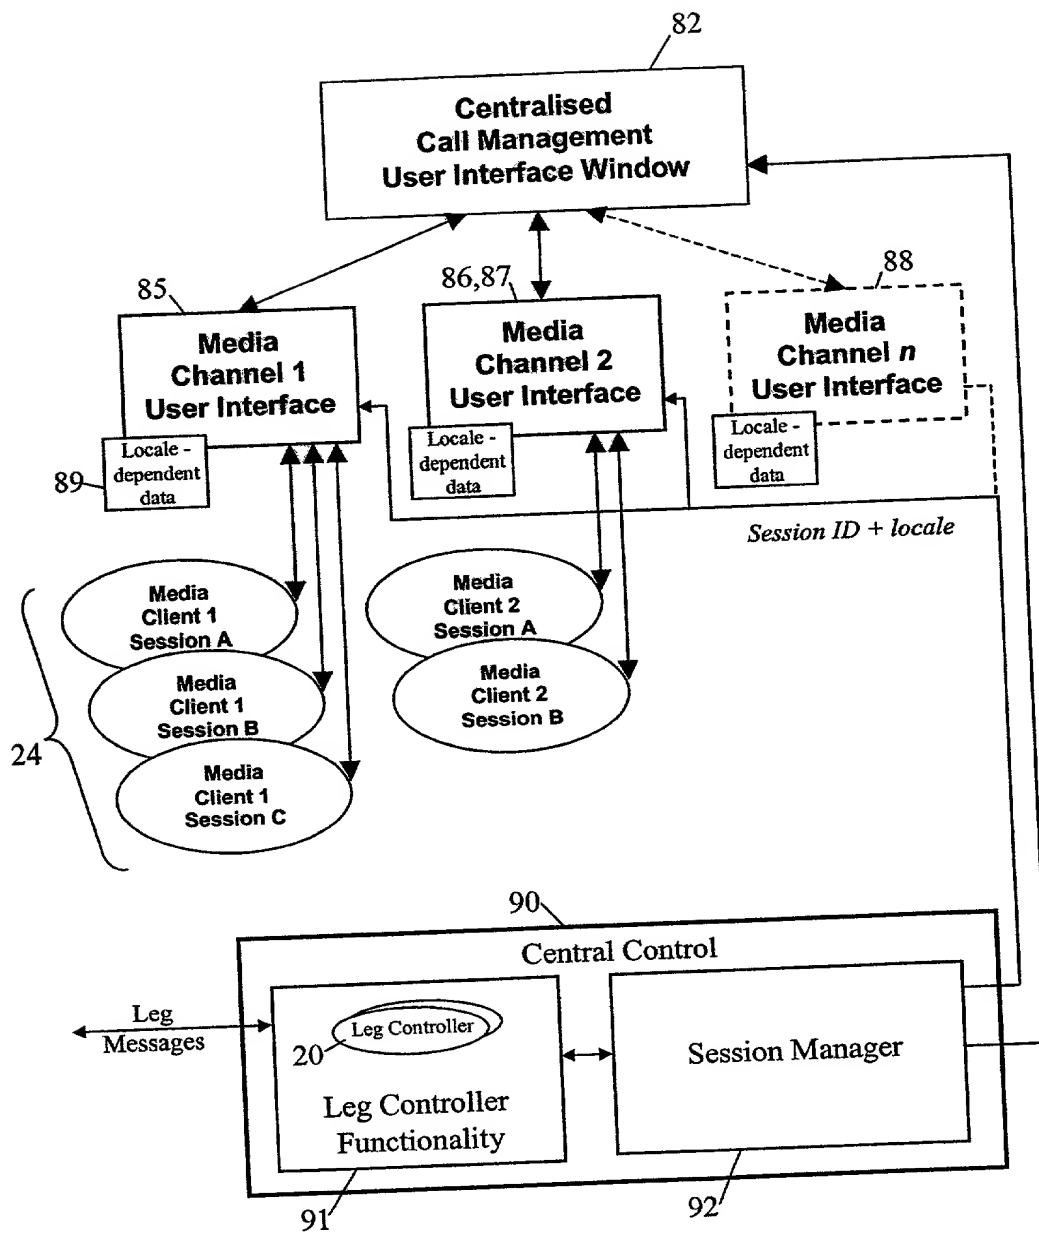 82
Centralised
Call Management
User Interface Window
85
Media
Channel 1
User Interface
86,87
Media
Channel 2
User Interface
88
Media
Channel n
User Interface
89
Locale -
dependent
data
Locale -
dependent
data
Locale -
dependent
data
Session ID + locale
24
Media
Client 1
Session A
Media
Client 1
Session B
Media
Client 1
Session C
Media
Client 2
Session A
Media
Client 2
Session B
90
Central Control
Leg
Messages
20
Leg Controller
Leg Controller
Functionality
Session Manager
91
92